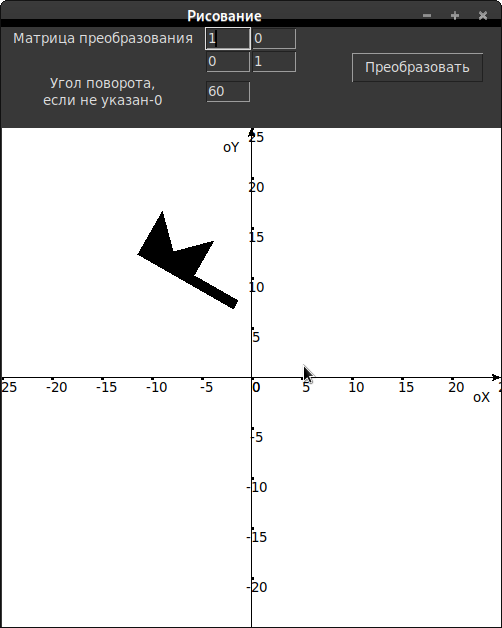 Рисование
Матрица преобразования 1 0
0 1
Преобразовать
Угол поворота,
если не указан-0
60
oY
25
20
15
10
5
25 -20 -15 -10 -5 0 5 10 15 20
oX
-5
-10
-15
-20